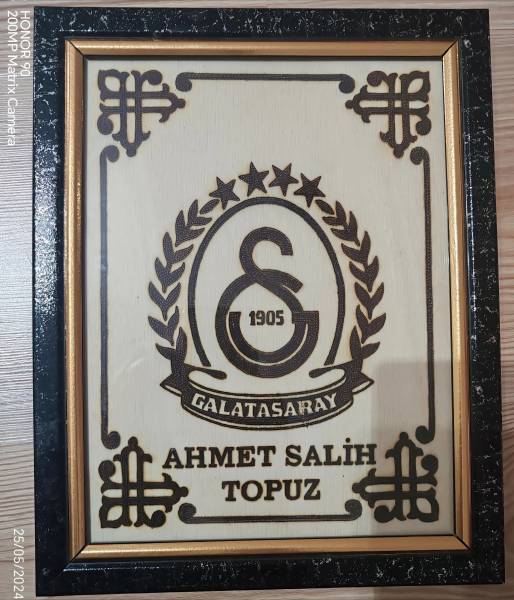 1905
GALATASARAY
AHMET SALİH
TOPUZ
HONOR 90
200MP Matrix Camera
25/05/2024